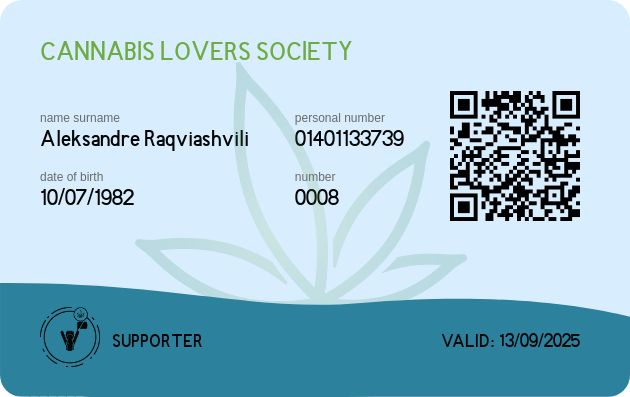 CANNABIS LOVERS SOCIETY
name surname
Aleksandre Raqviashvili
personal number
01401133739
date of birth
10/07/1982
number
0008
SUPPORTER
VALID: 13/09/2025